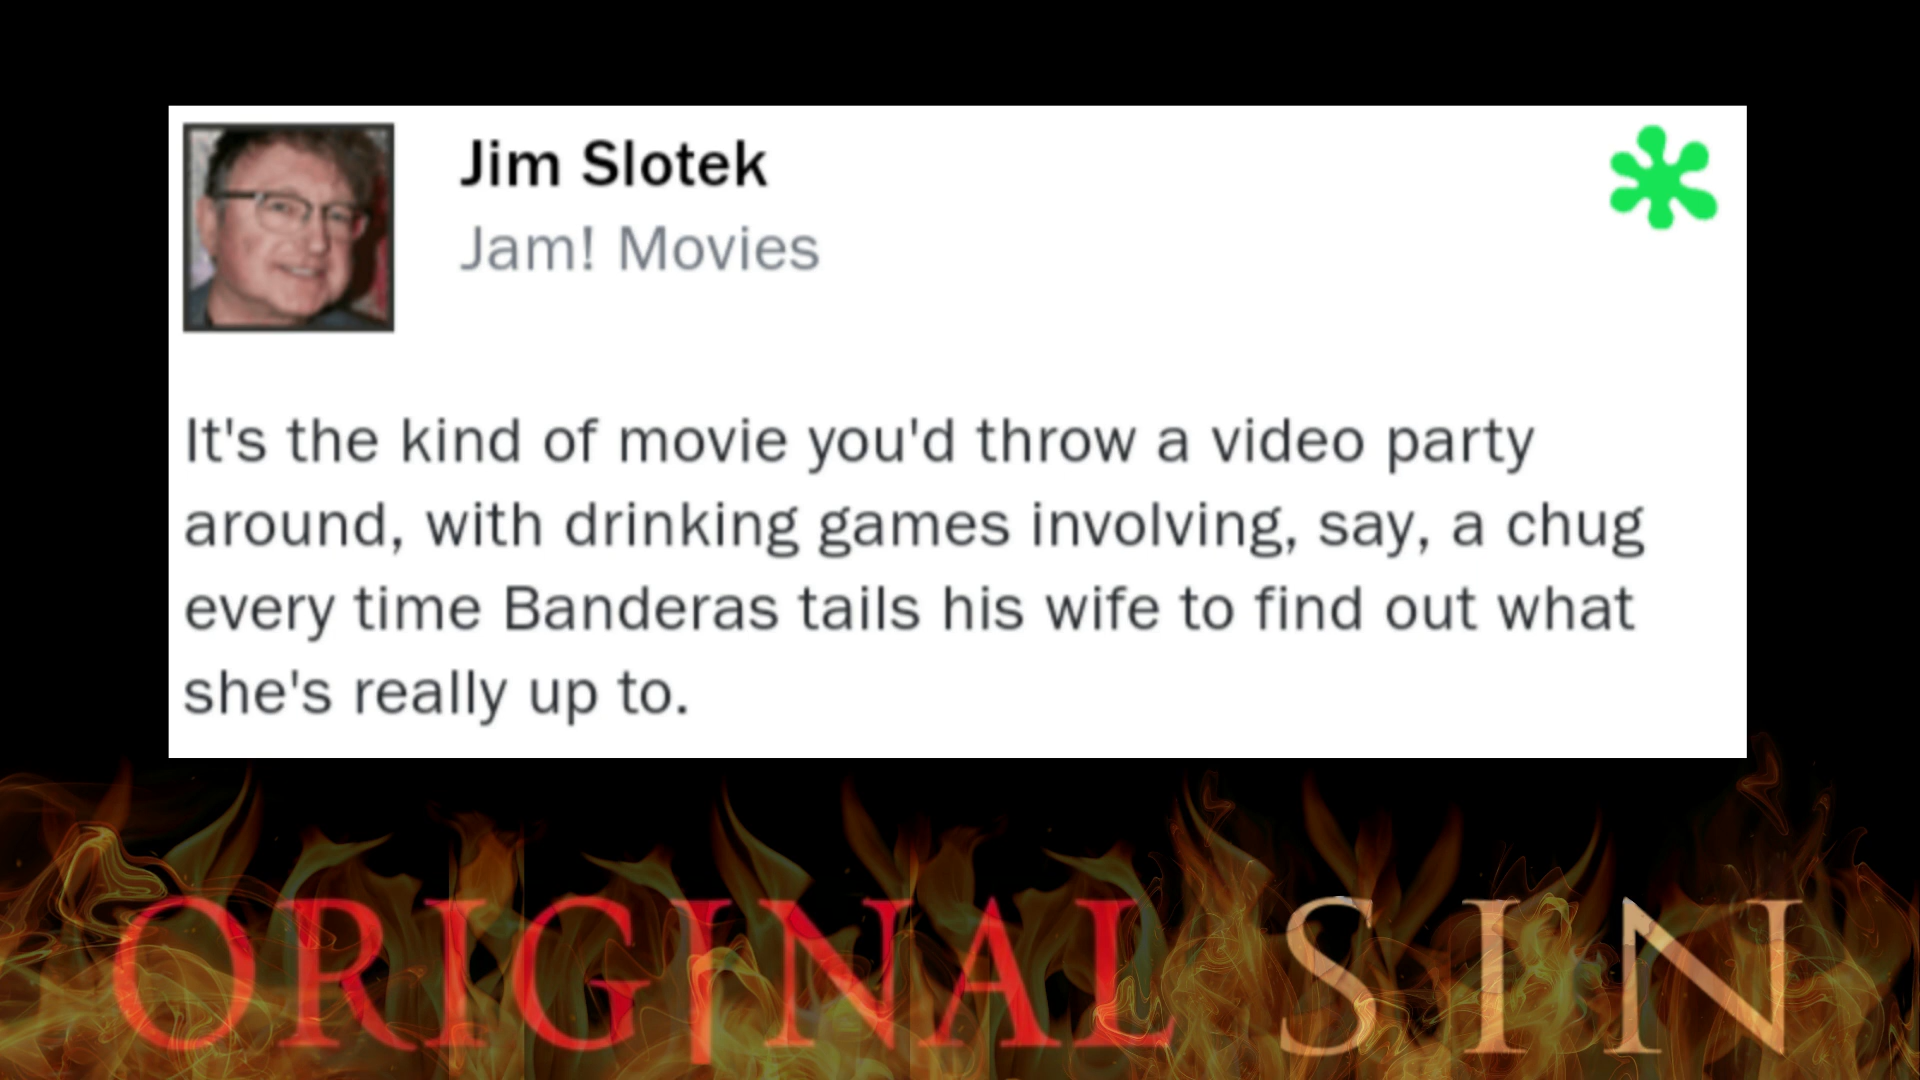 Jim Slotek
Jam! Movies
It's the kind of movie you'd throw a video party
around, with drinking games involving, say, a chug
every time Banderas tails his wife to find out what
she's really up to.
ORIGINAL SIN